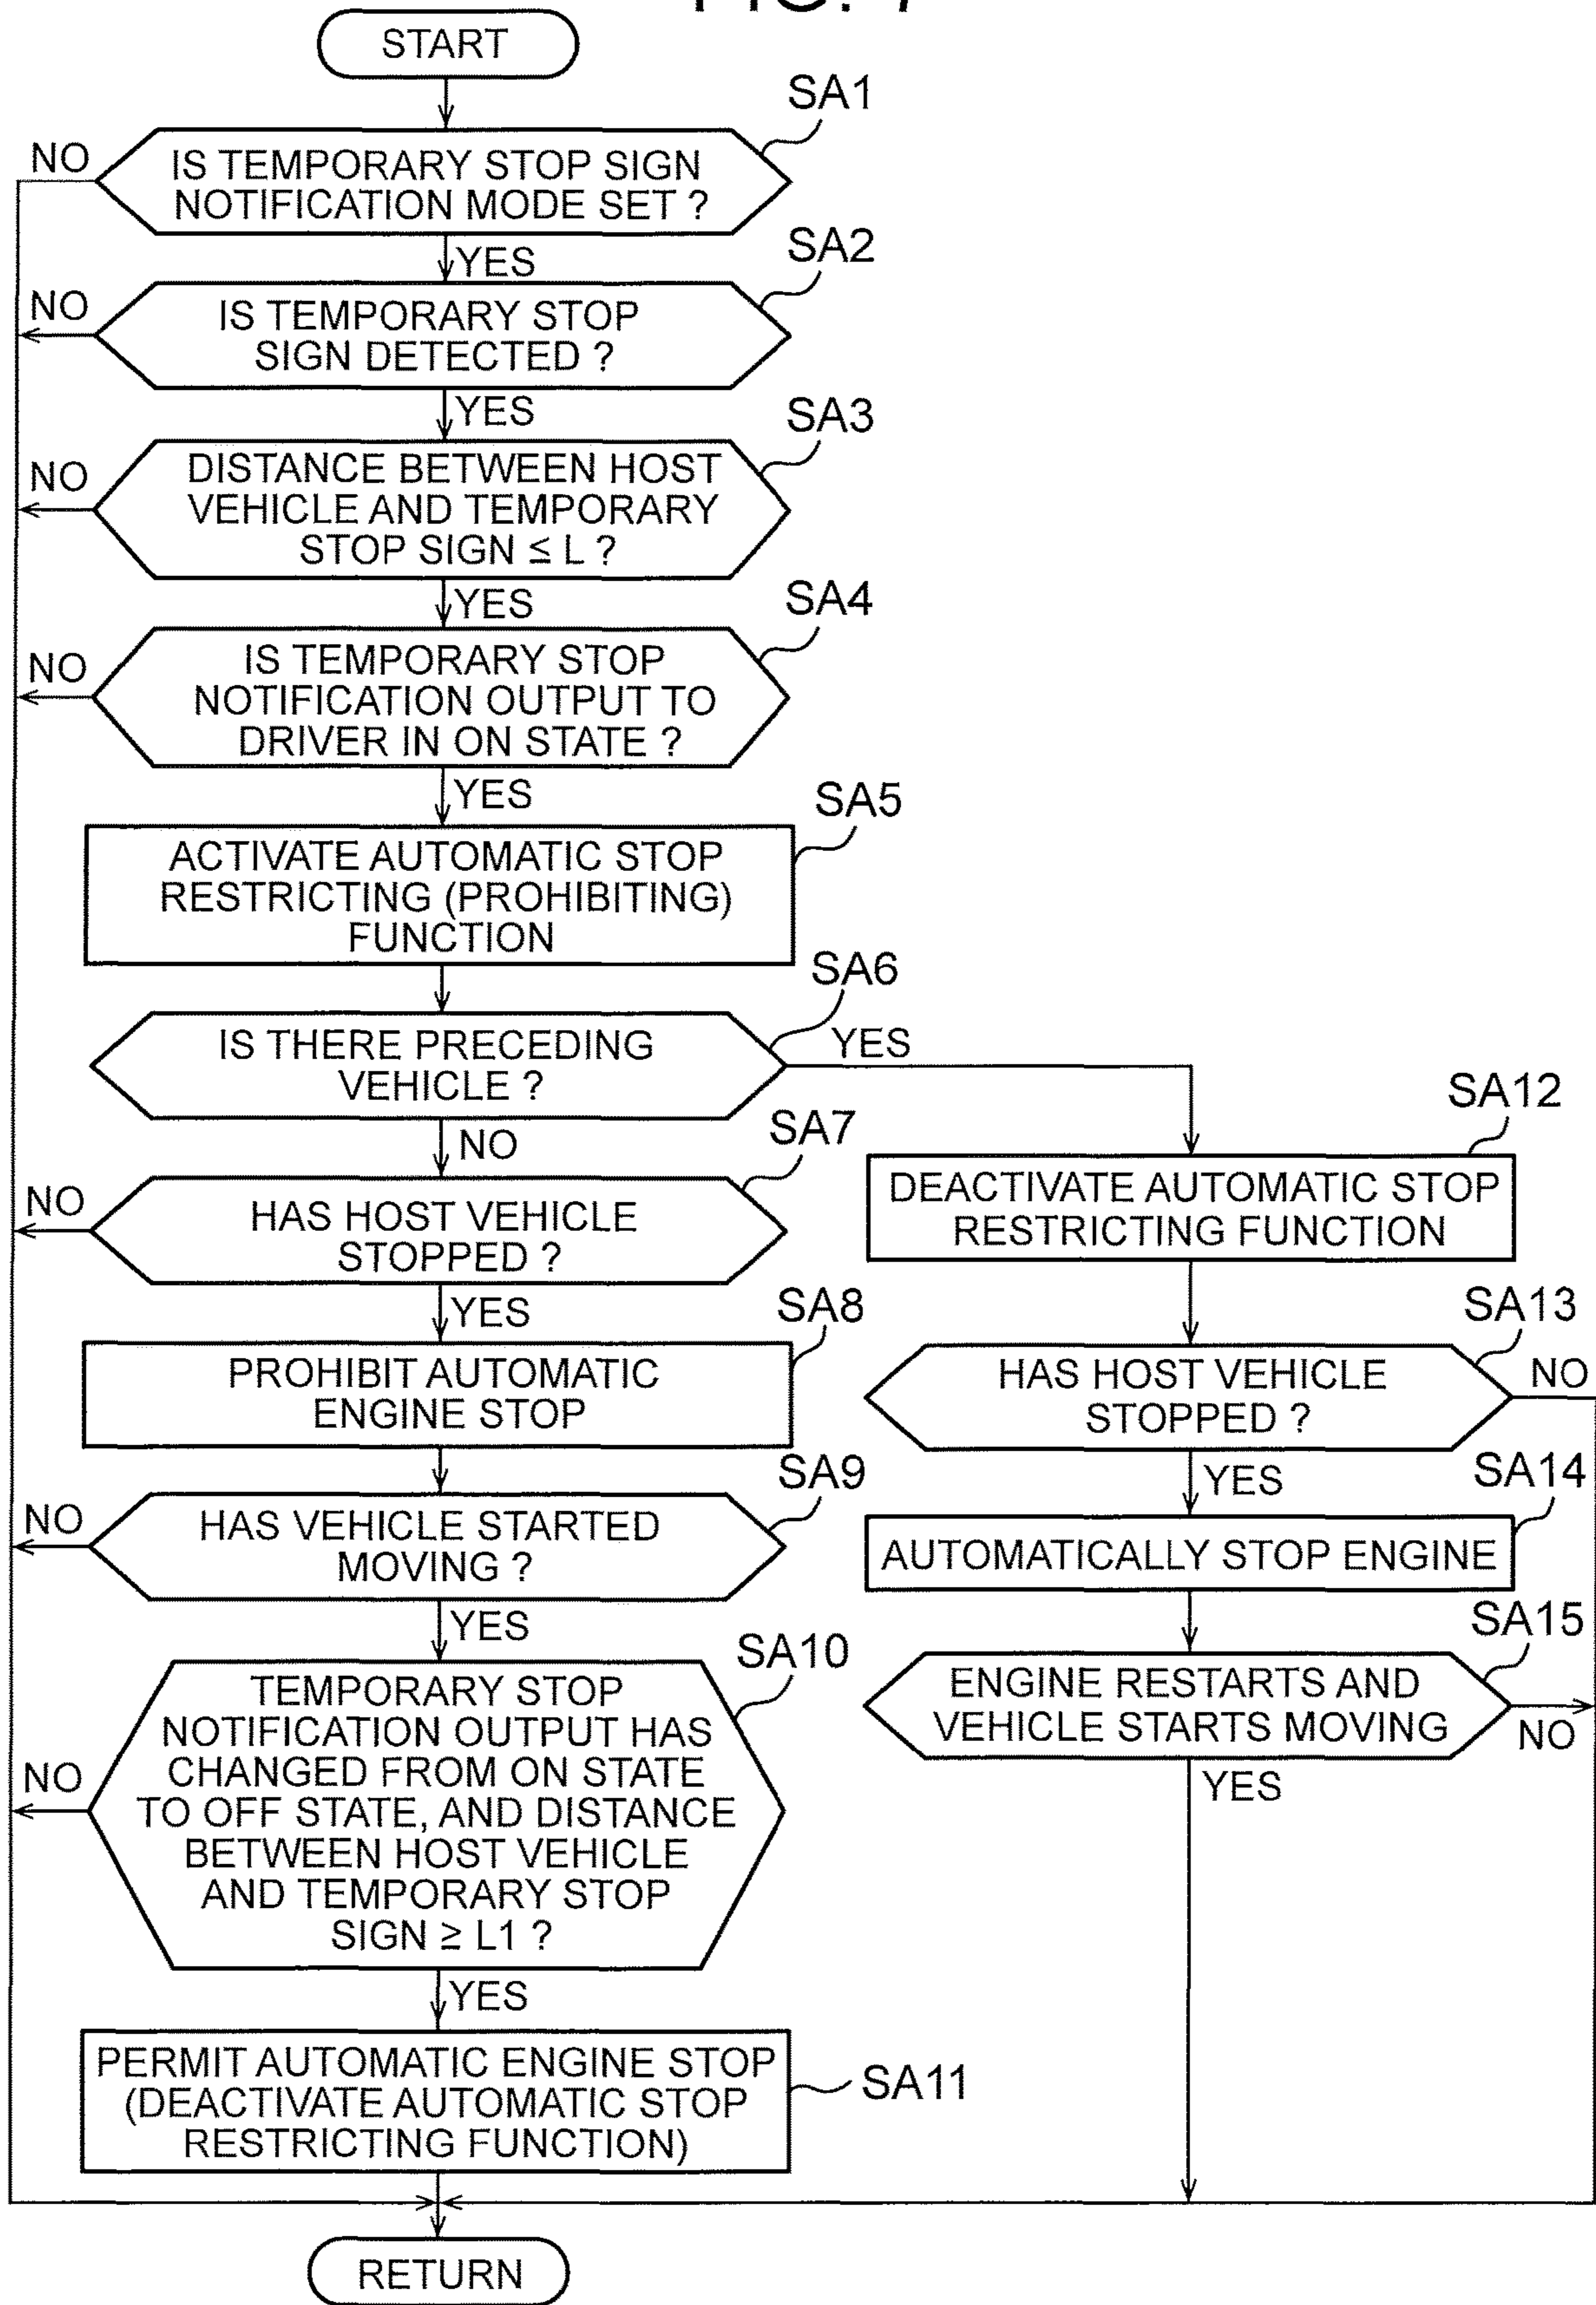 FIG. 7
START
SA1
NO
IS TEMPORARY STOP SIGN
NOTIFICATION MODE SET ?
YES
SA2
NO
IS TEMPORARY STOP
SIGN DETECTED ?
YES
SA3
NO
DISTANCE BETWEEN HOST
VEHICLE AND TEMPORARY
STOP SIGN ≤ L ?
YES
SA4
NO
IS TEMPORARY STOP
NOTIFICATION OUTPUT TO
DRIVER IN ON STATE ?
YES
SA5
ACTIVATE AUTOMATIC STOP
RESTRICTING (PROHIBITING)
FUNCTION
SA6
IS THERE PRECEDING
VEHICLE ?
YES
NO
SA7
NO
HAS HOST VEHICLE
STOPPED ?
YES
SA8
PROHIBIT AUTOMATIC
ENGINE STOP
SA9
NO
HAS VEHICLE STARTED
MOVING ?
YES
SA10
NO
TEMPORARY STOP
NOTIFICATION OUTPUT HAS
CHANGED FROM ON STATE
TO OFF STATE, AND DISTANCE
BETWEEN HOST VEHICLE
AND TEMPORARY STOP
SIGN ≥ L1 ?
YES
PERMIT AUTOMATIC ENGINE STOP
(DEACTIVATE AUTOMATIC STOP
RESTRICTING FUNCTION)
SA11
SA12
DEACTIVATE AUTOMATIC STOP
RESTRICTING FUNCTION
SA13
HAS HOST VEHICLE
STOPPED ?
NO
YES
SA14
AUTOMATICALLY STOP ENGINE
SA15
ENGINE RESTARTS AND
VEHICLE STARTS MOVING
NO
YES
RETURN